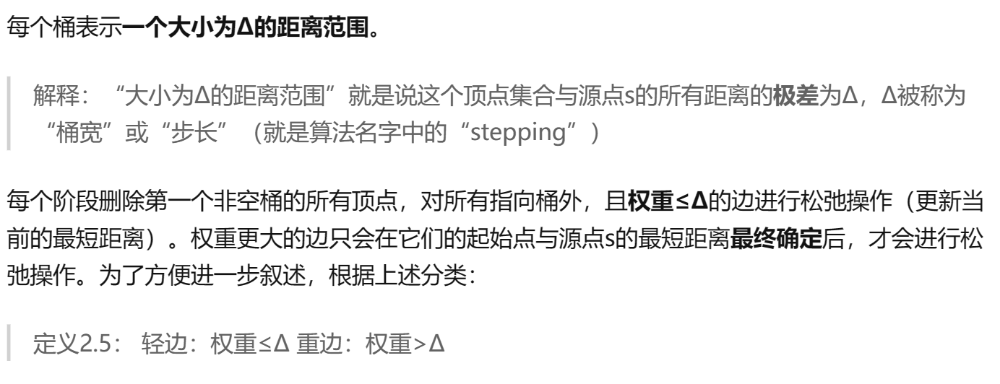 每个桶表示一个大小为Δ的距离范围。
解释：“大小为Δ的距离范围”就是说这个顶点集合与源点s的所有距离的极差为Δ，Δ被称为
“桶宽”或“步长”（就是算法名字中的“stepping”）
每个阶段删除第一个非空桶的所有顶点，对所有指向桶外，且权重≤Δ的边进行松弛操作（更新当
前的最短距离）。权重更大的边只会在它们的起始点与源点s的最短距离最终确定后，才会进行松
弛操作。为了方便进一步叙述，根据上述分类：
定义2.5： 轻边：权重≤Δ 重边：权重>Δ